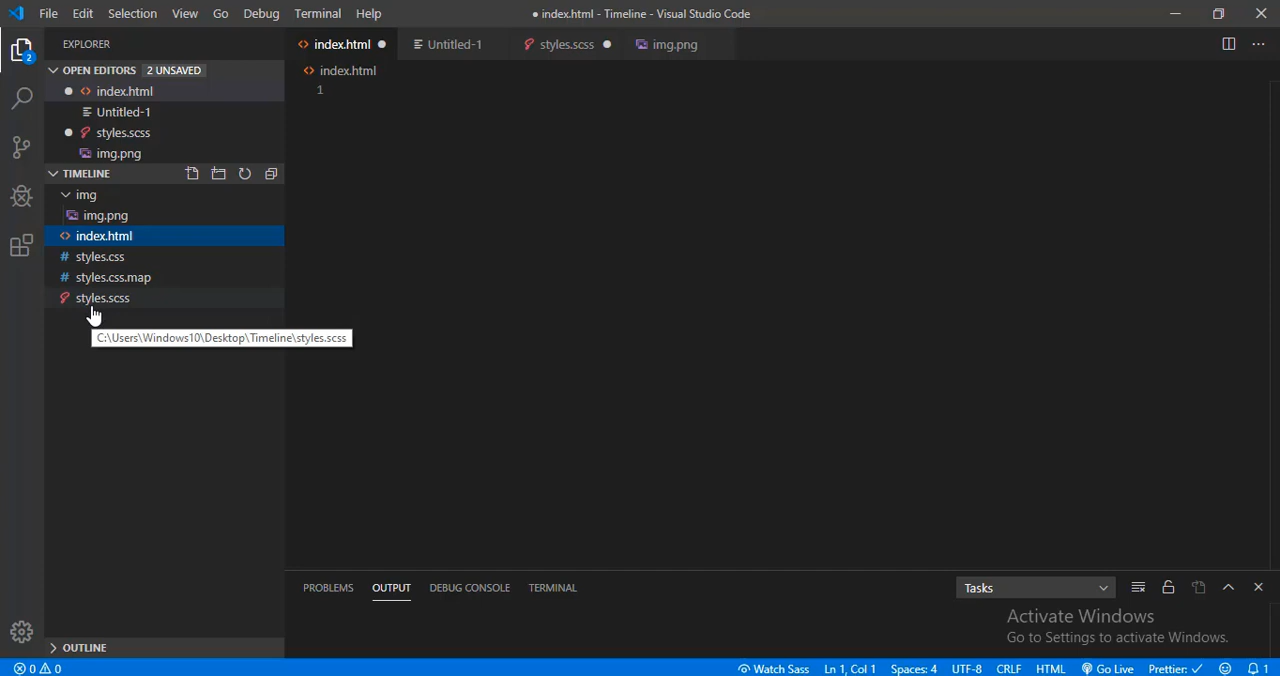 File Edit Selection View Go Debug Terminal Help ● index.html - Timeline - Visual Studio Code
EXPLORER
index.html ● Untitled-1 styles.scss ● img.png
OPEN EDITORS 2 UNSAVED
index.html
index.html
Untitled-1
styles.scss
img.png
1
TIMELINE
img
img.png
index.html
styles.css
styles.css.map
styles.scss
C:\Users\Windows10\Desktop\Timeline\styles.scss
PROBLEMS OUTPUT DEBUG CONSOLE TERMINAL Tasks
Activate Windows
Go to Settings to activate Windows.
OUTLINE
2
0 0 Watch Sass Ln 1, Col 1 Spaces: 4 UTF-8 CRLF HTML Go Live Prettier: ✓ 1